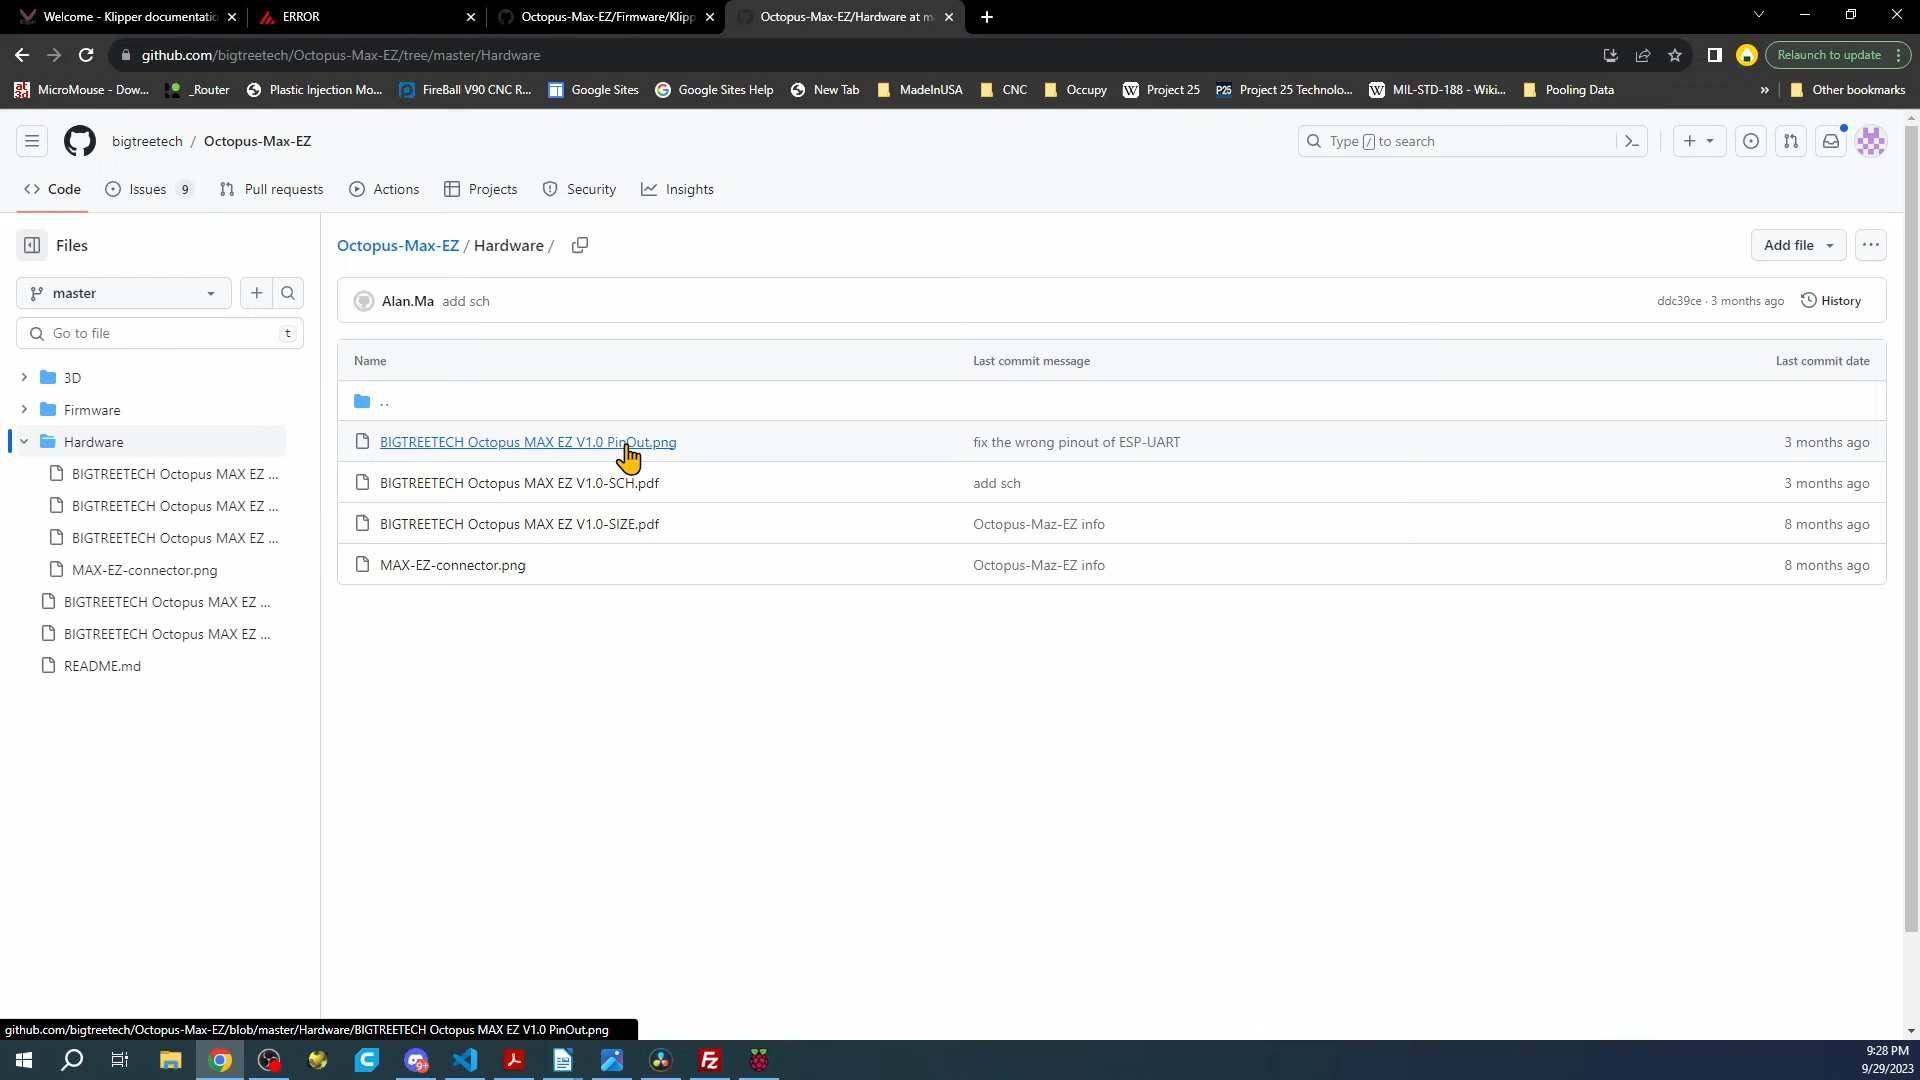 Welcome - Klipper documentatio
ERROR
Octopus-Max-EZ/Firmware/Klipp
Octopus-Max-EZ/Hardware at m
github.com/bigtreetech/Octopus-Max-EZ/tree/master/Hardware
Relaunch to update
MicroMouse - Dow...
_Router
Plastic Injection Mo...
FireBall V90 CNC R...
Google Sites
Google Sites Help
New Tab
MadeInUSA
CNC
Occupy
Project 25
Project 25 Technolo...
MIL-STD-188 - Wiki...
Pooling Data
»
Other bookmarks
bigtreetech / Octopus-Max-EZ
Type / to search
Code
Issues 9
Pull requests
Actions
Projects
Security
Insights
Files
Octopus-Max-EZ / Hardware /
Add file
master
Alan.Ma add sch
ddc39ce · 3 months ago
History
Go to file t
Name Last commit message Last commit date
3D
..
Firmware
Hardware
BIGTREETECH Octopus MAX EZ V1.0 PinOut.png fix the wrong pinout of ESP-UART 3 months ago
BIGTREETECH Octopus MAX EZ ...
BIGTREETECH Octopus MAX EZ V1.0-SCH.pdf add sch 3 months ago
BIGTREETECH Octopus MAX EZ ...
BIGTREETECH Octopus MAX EZ V1.0-SIZE.pdf Octopus-Maz-EZ info 8 months ago
BIGTREETECH Octopus MAX EZ ...
MAX-EZ-connector.png Octopus-Maz-EZ info 8 months ago
MAX-EZ-connector.png
BIGTREETECH Octopus MAX EZ ...
BIGTREETECH Octopus MAX EZ ...
README.md
github.com/bigtreetech/Octopus-Max-EZ/blob/master/Hardware/BIGTREETECH Octopus MAX EZ V1.0 PinOut.png
9:28 PM
9/29/2023